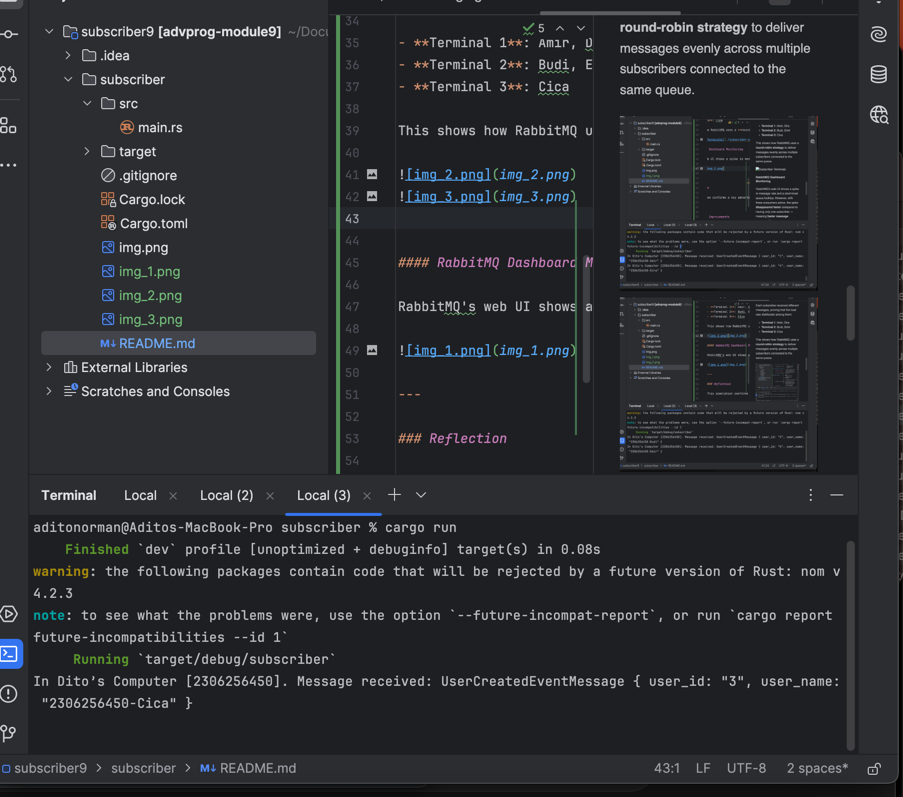 subscriber9 [advprog-module9] ~/Docu
.idea
subscriber
src
main.rs
target
.gitignore
Cargo.lock
Cargo.toml
img.png
img_1.png
img_2.png
img_3.png
README.md
External Libraries
Scratches and Consoles
34
35 - **Terminal 1**: Amir, D
36 - **Terminal 2**: Budi, E
37 - **Terminal 3**: Cica
38
39 This shows how RabbitMQ u
40
41 ![img_2.png](img_2.png)
42 ![img_3.png](img_3.png)
43
44
45 #### RabbitMQ Dashboard M
46
47 RabbitMQ's web UI shows a
48
49 ![img_1.png](img_1.png)
50
51 ---
52
53 ### Reflection
54
5
round-robin strategy to deliver
messages evenly across multiple
subscribers connected to the
same queue.
Terminal Local Local (2) Local (3)
aditonorman@Aditos-MacBook-Pro subscriber % cargo run
Finished `dev` profile [unoptimized + debuginfo] target(s) in 0.08s
warning: the following packages contain code that will be rejected by a future version of Rust: nom v
4.2.3
note: to see what the problems were, use the option `--future-incompat-report`, or run `cargo report
future-incompatibilities --id 1`
Running `target/debug/subscriber`
In Dito’s Computer [2306256450]. Message received: UserCreatedEventMessage { user_id: "3", user_name:
"2306256450-Cica" }
subscriber9 > subscriber > README.md
43:1 LF UTF-8 2 spaces*